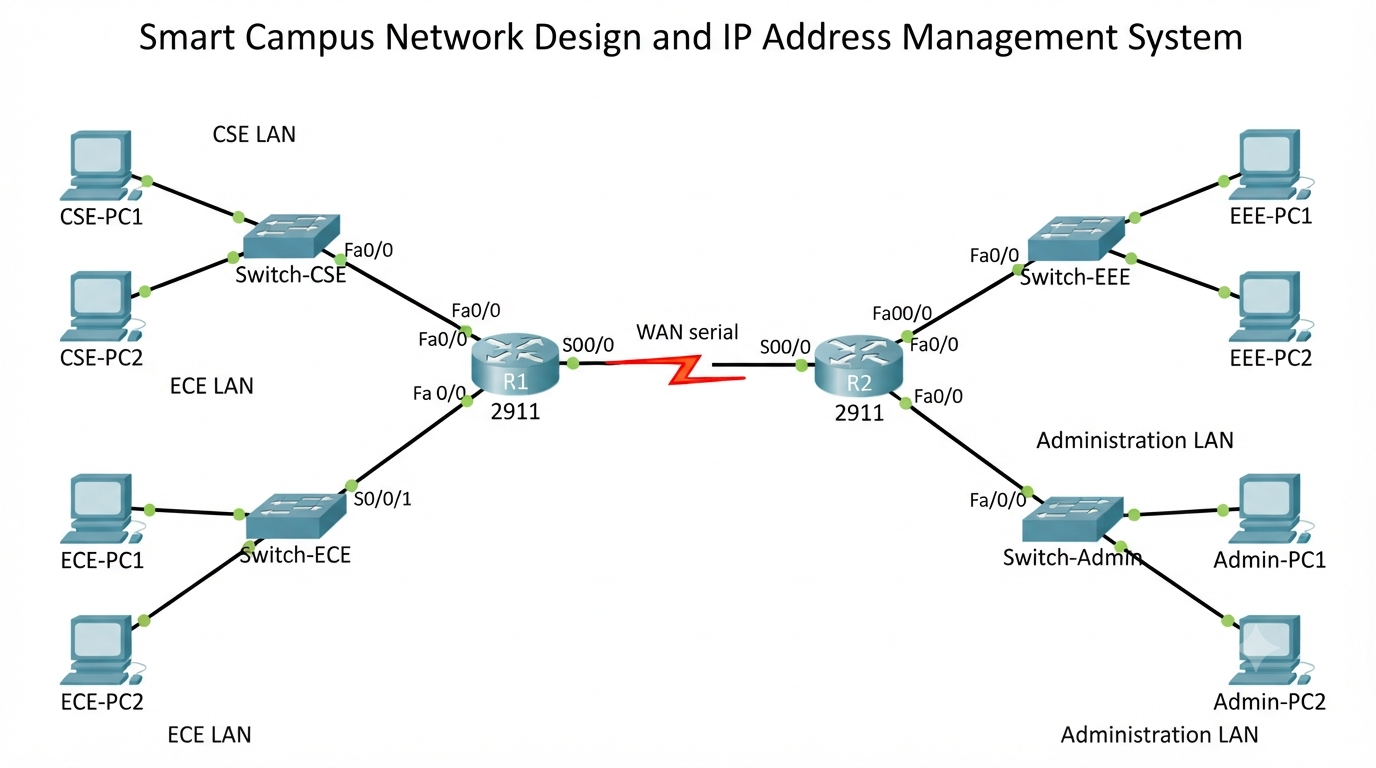 Smart Campus Network Design and IP Address Management System
CSE LAN
CSE-PC1
Switch-CSE
Fa0/0
CSE-PC2
ECE LAN
Fa0/0
Fa0/0
Fa 0/0
R1
2911
S00/0
WAN serial
S00/0
R2
2911
Fa00/0
Fa0/0
Fa0/0
Fa0/0
Switch-EEE
EEE-PC1
EEE-PC2
ECE-PC1
Switch-ECE
S0/0/1
ECE-PC2
ECE LAN
Administration LAN
Fa/0/0
Switch-Admin
Admin-PC1
Admin-PC2
Administration LAN